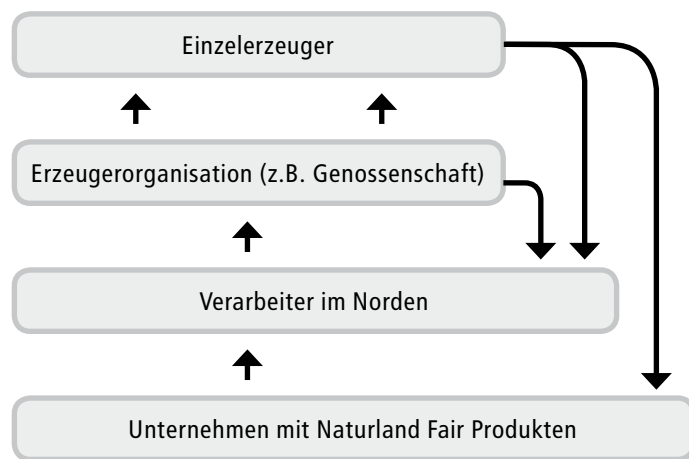 Einzelerzeuger
Erzeugerorganisation (z.B. Genossenschaft)
Verarbeiter im Norden
Unternehmen mit Naturland Fair Produkten